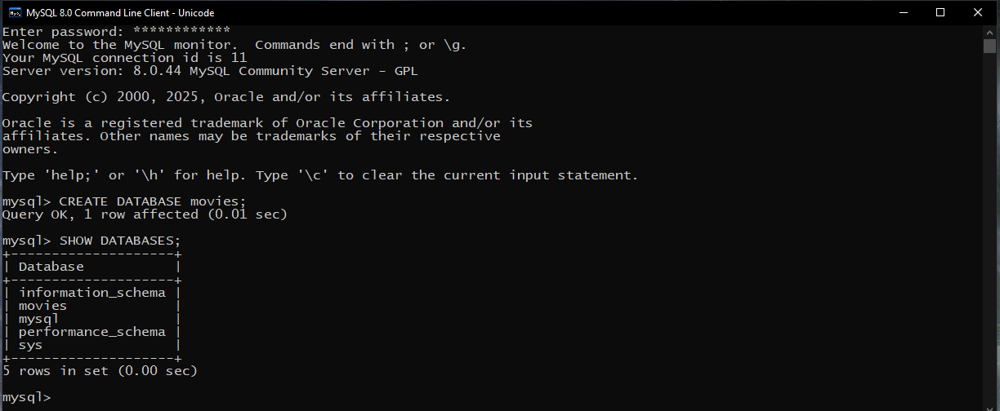 MySQL 8.0 Command Line Client - Unicode
Enter password: ************
Welcome to the MySQL monitor.  Commands end with ; or \g.
Your MySQL connection id is 11
Server version: 8.0.44 MySQL Community Server - GPL

Copyright (c) 2000, 2025, Oracle and/or its affiliates.

Oracle is a registered trademark of Oracle Corporation and/or its
affiliates. Other names may be trademarks of their respective
owners.

Type 'help;' or '\h' for help. Type '\c' to clear the current input statement.

mysql> CREATE DATABASE movies;
Query OK, 1 row affected (0.01 sec)

mysql> SHOW DATABASES;
+--------------------+
| Database           |
+--------------------+
| information_schema |
| movies             |
| mysql              |
| performance_schema |
| sys                |
+--------------------+
5 rows in set (0.00 sec)

mysql>